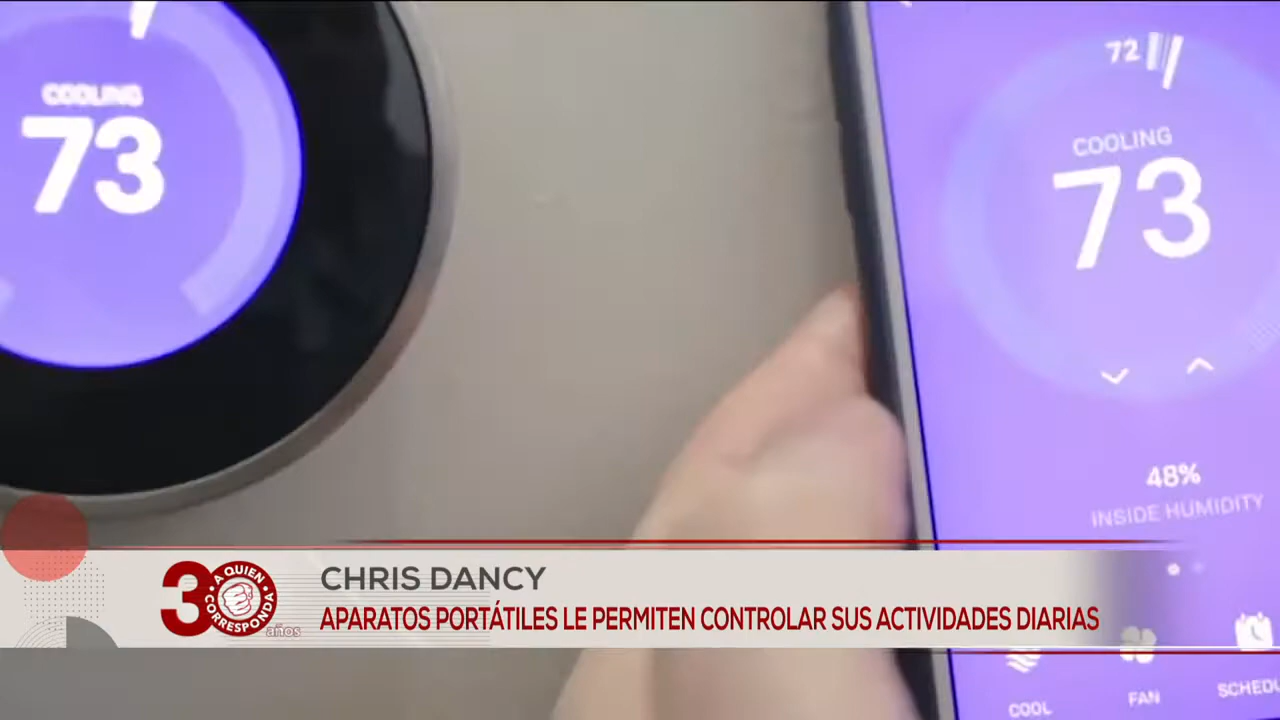 COOLING
73
72
COOLING
73
48%
INSIDE HUMIDITY
COOL
FAN
30
A QUIEN
CORRESPONDA
años
CHRIS DANCY
APARATOS PORTÁTILES LE PERMITEN CONTROLAR SUS ACTIVIDADES DIARIAS